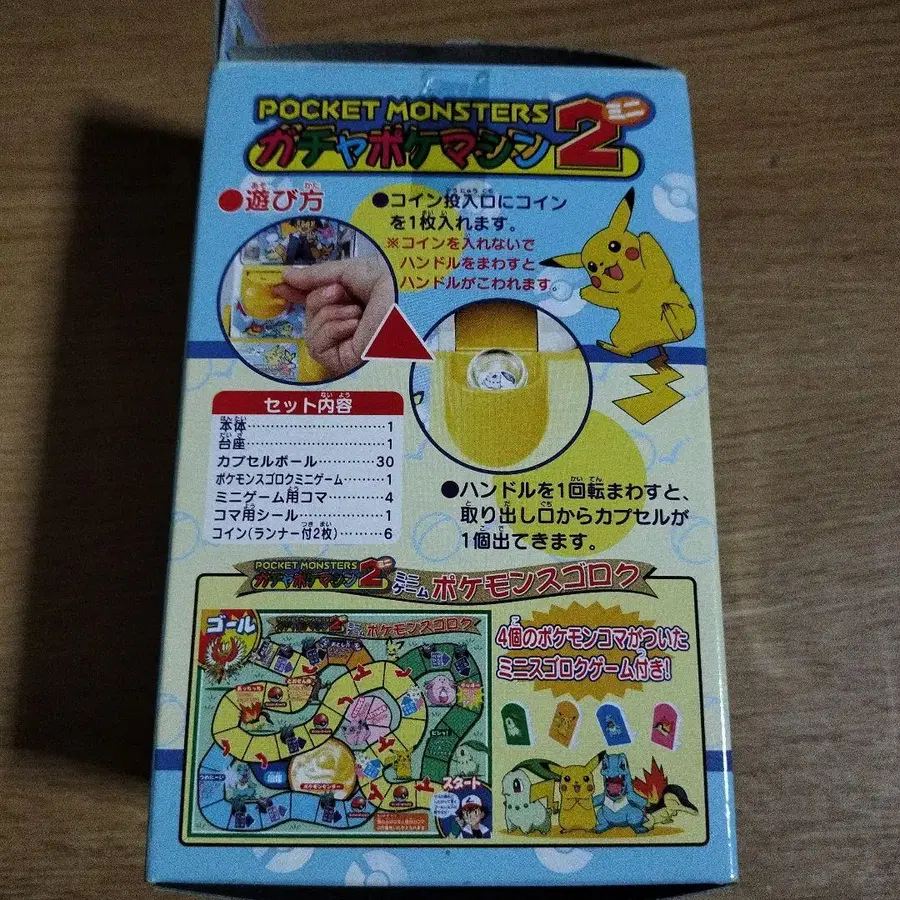 POCKET MONSTERS
ガチャポケマシン2 ミニ
●遊び方
●コイン投入口にコイン
を1枚入れます。
※コインを入れないで
ハンドルをまわすと
ハンドルがこわれます。
セット内容
本体…………………1
台座…………………1
カプセルボール………30
ポケモンスゴロクミニゲーム……1
ミニゲーム用コマ………4
コマ用シール…………1
コイン(ランナー付2枚)……6
●ハンドルを1回転まわすと、
取り出し口からカプセルが
1個出てきます。
POCKET MONSTERS
ガチャポケマシン2 ミニ
ミニゲーム ポケモンスゴロク
ゴール
POCKET MONSTERS
ポケモンスゴロク
スタート
4個のポケモンコマがついた
ミニスゴロクゲーム付き!